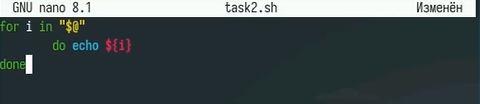 GNU nano 8.1 task2.sh Изменён
for i in "$@"
do echo ${i}
done